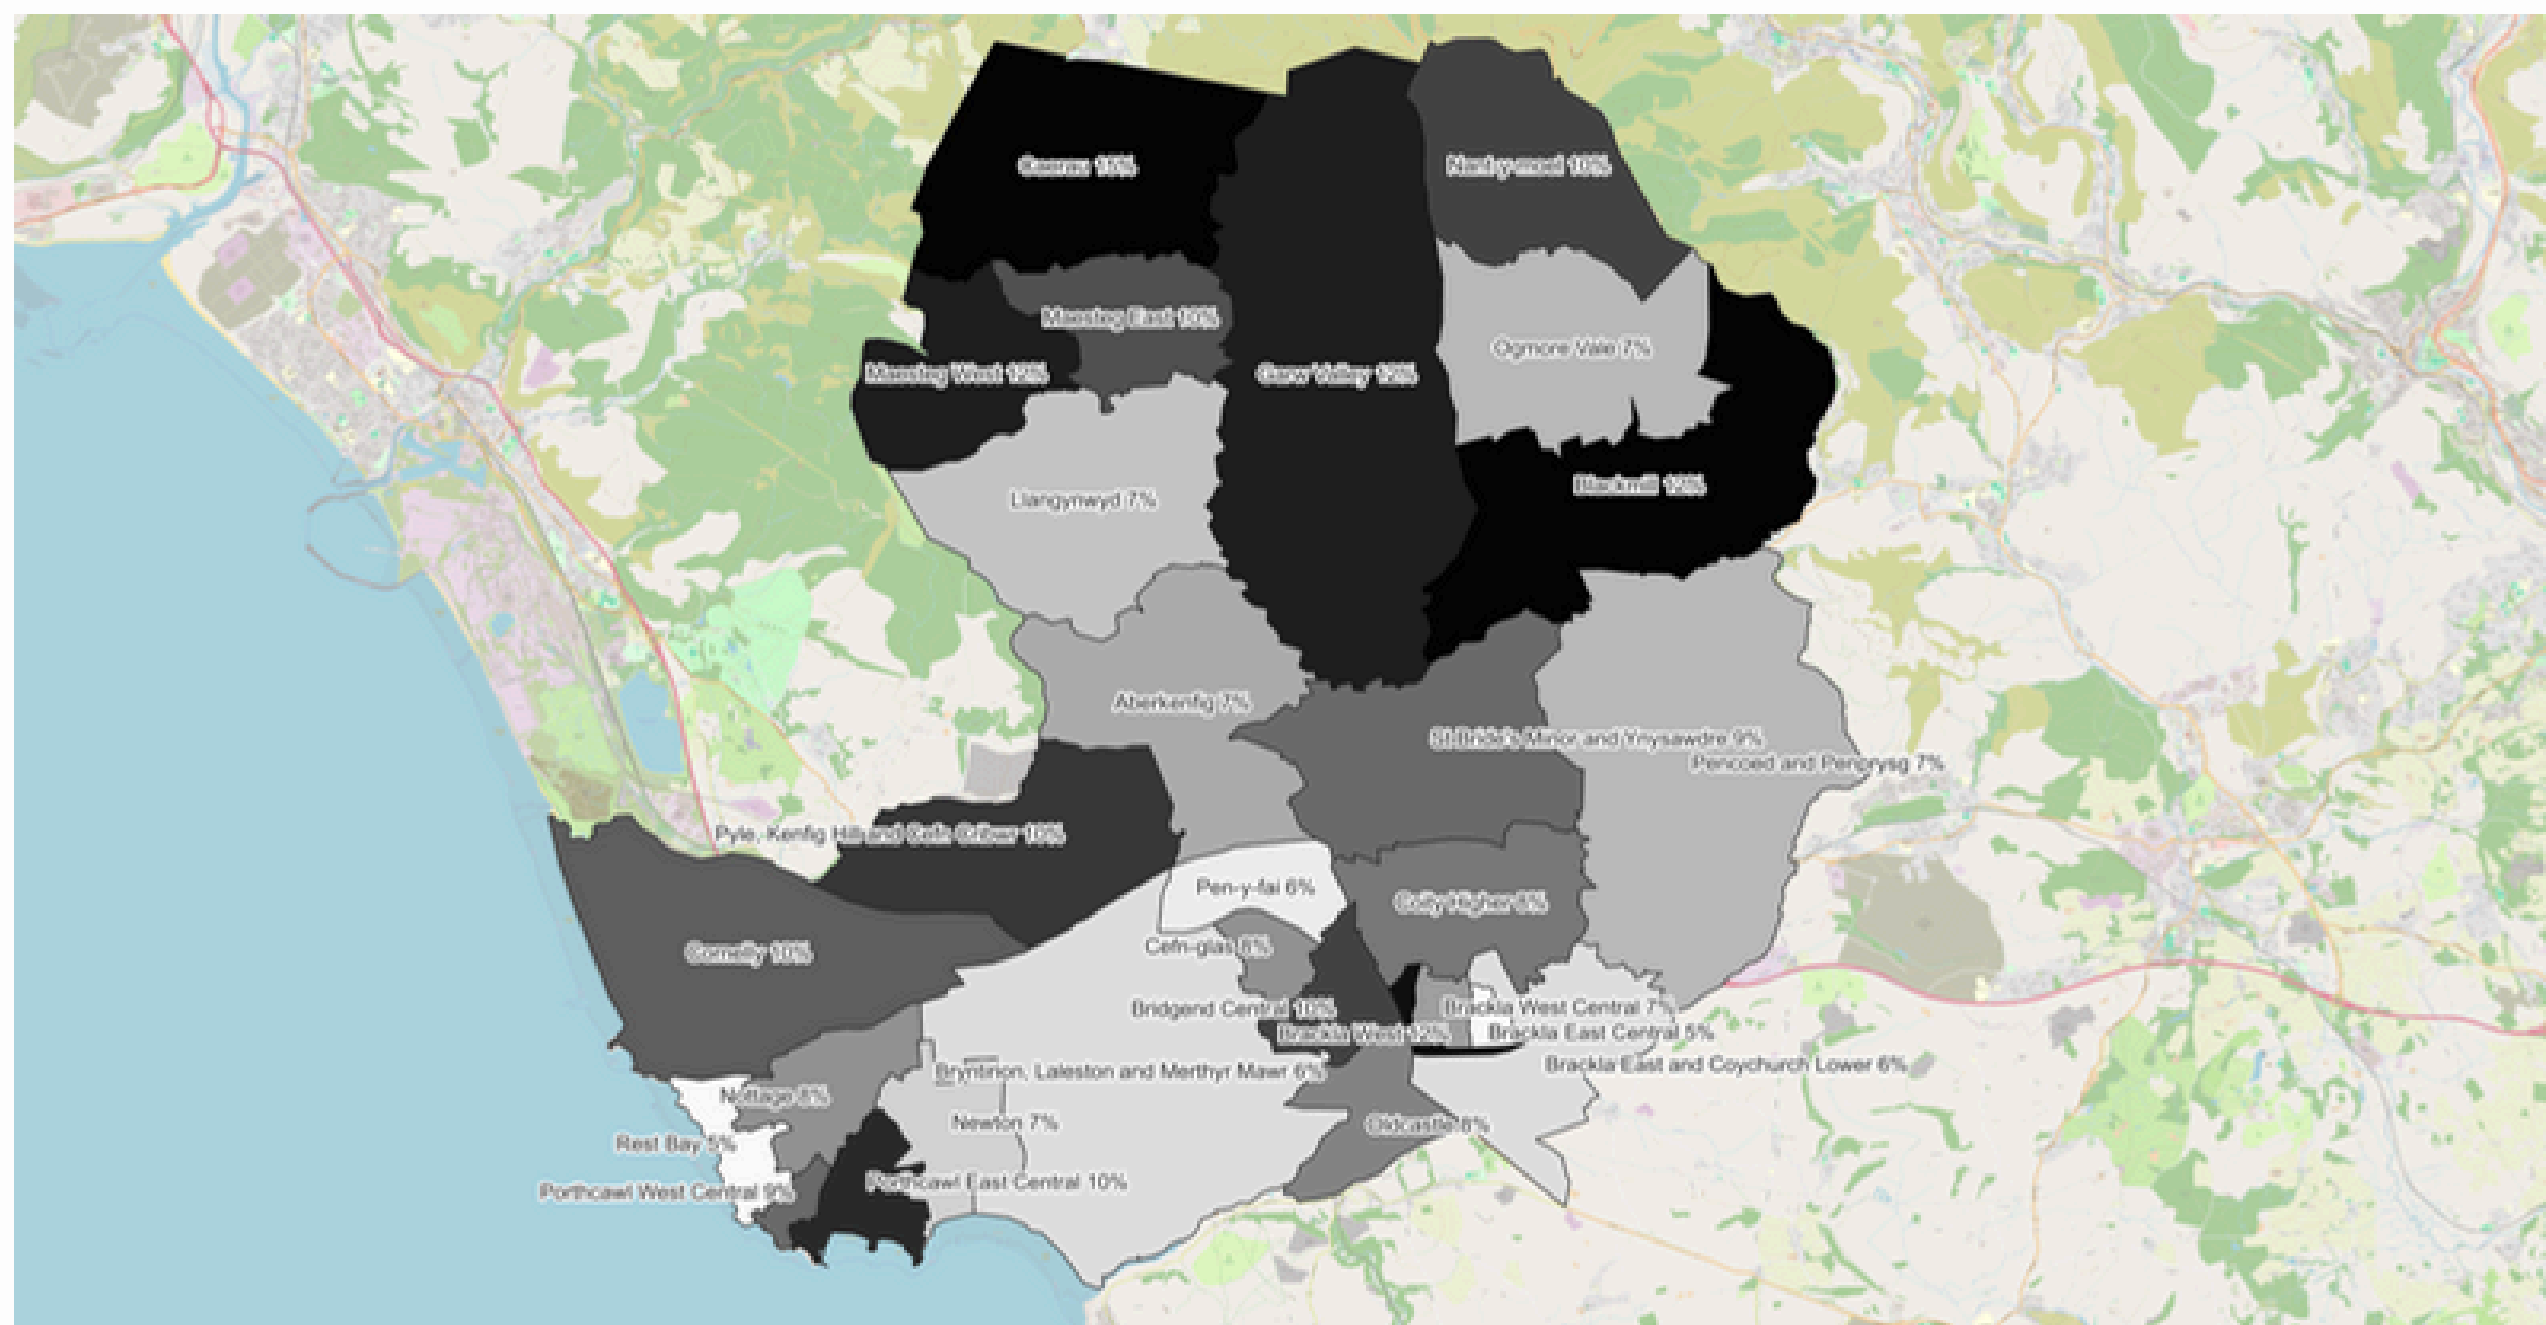 Caerau 15%
Nant-y-moel 10%
Maesteg East 10%
Ogmore Vale 7%
Maesteg West 12%
Garw Valley 12%
Blackmill 12%
Llangynwyd 7%
Aberkenfig 7%
St Bride's Minor and Ynysawdre 9%
Pencoed and Penprysg 7%
Pyle, Kenfig Hill and Cefn Cribwr 10%
Pen-y-fai 6%
Coity Higher 8%
Cefn-glas 8%
Cornelly 10%
Bridgend Central 10%
Brackla West Central 7%
Brackla West 12%
Brackla East Central 5%
Bryntirion, Laleston and Merthyr Mawr 6%
Brackla East and Coychurch Lower 6%
Nottage 8%
Newton 7%
Oldcastle 8%
Rest Bay 5%
Porthcawl East Central 10%
Porthcawl West Central 9%